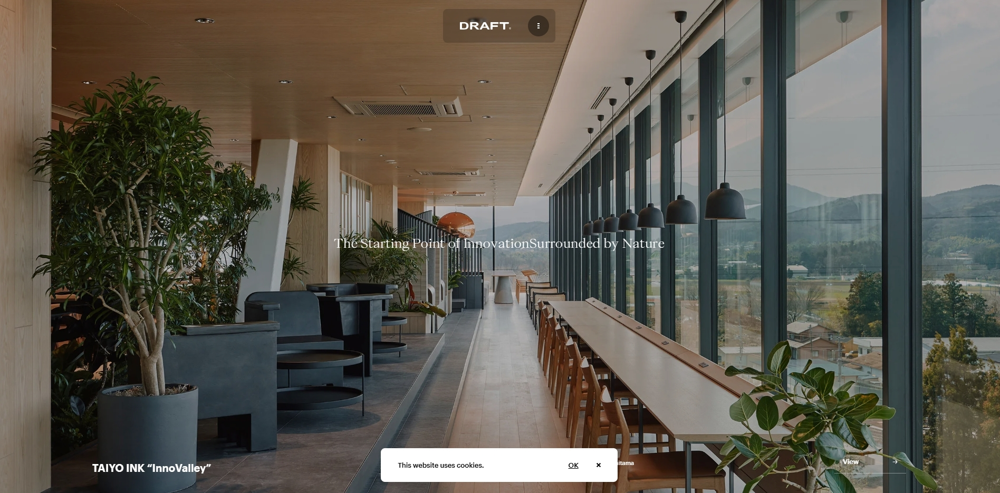 DRAFT®
The Starting Point of InnovationSurrounded by Nature
TAIYO INK “InnoValley”
This website uses cookies.
OK
View